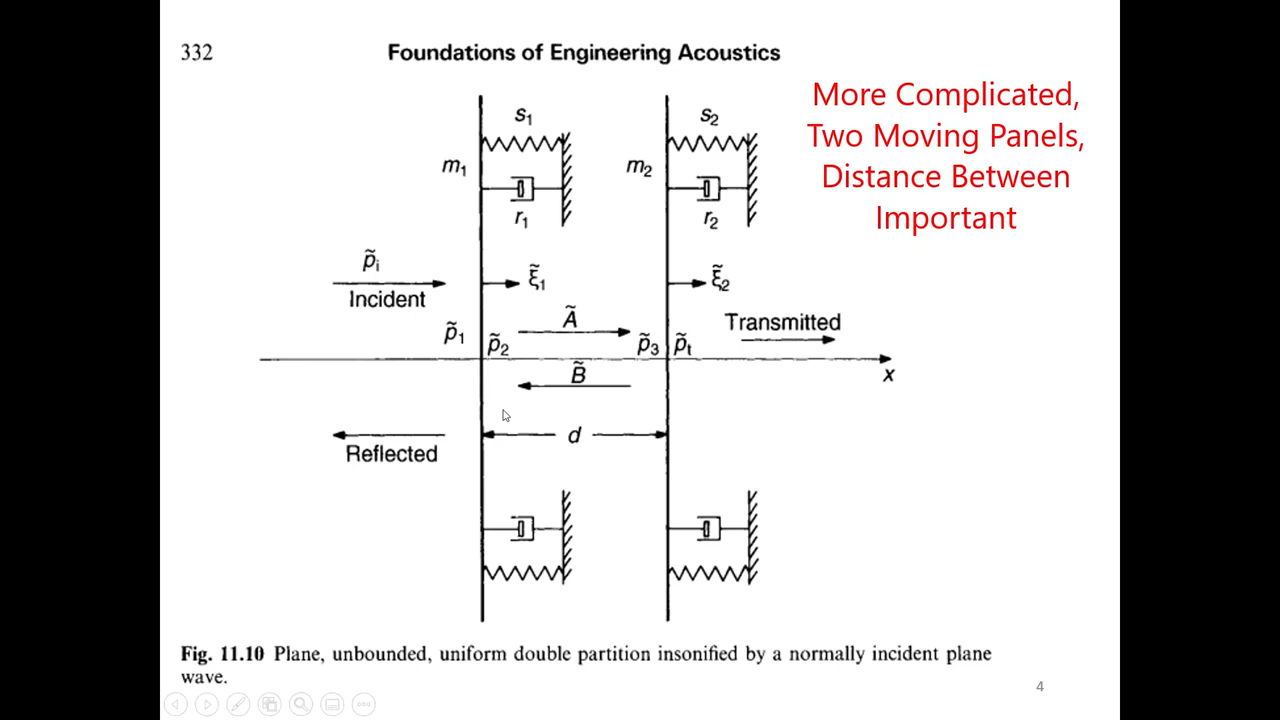 332
Foundations of Engineering Acoustics
More Complicated,
Two Moving Panels,
Distance Between
Important
s₁
s₂
m₁
m₂
r₁
r₂
p̃ᵢ
Incident
ξ̃₁
ξ̃₂
Ã
Transmitted
p̃₁
p̃₂
p̃₃
p̃ₜ
B̃
x
d
Reflected
Fig. 11.10 Plane, unbounded, uniform double partition insonified by a normally incident plane
wave.
4